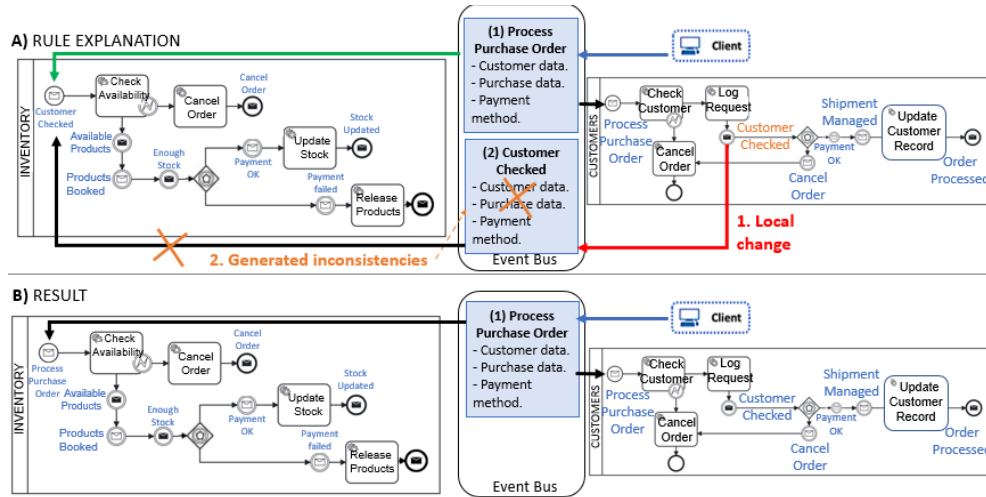 A) RULE EXPLANATION
INVENTORY
Customer
Checked
Check
Availability
Cancel
Order
Cancel
Order
Available
Products
Products
Booked
Enough
Stock
Payment
OK
Update
Stock
Stock
Updated
Payment
failed
Release
Products
(1) Process
Purchase Order
- Customer data.
- Purchase data.
- Payment
method.
(2) Customer
Checked
- Customer data.
- Purchase data.
- Payment
method.
Event Bus
Client
CUSTOMERS
Process
Purchase
Order
Check
Customer
Log
Request
Cancel
Order
Customer
Checked
Payment
OK
Cancel
Order
Shipment
Managed
Update
Customer
Record
Order
Processed
1. Local
change
2. Generated inconsistencies
B) RESULT
INVENTORY
Process
Purchase
Order
Check
Availability
Cancel
Order
Cancel
Order
Available
Products
Products
Booked
Enough
Stock
Payment
OK
Update
Stock
Stock
Updated
Payment
failed
Release
Products
(1) Process
Purchase Order
- Customer data.
- Purchase data.
- Payment
method.
Event Bus
Client
CUSTOMERS
Process
Purchase
Order
Check
Customer
Log
Request
Cancel
Order
Customer
Checked
Payment
OK
Cancel
Order
Shipment
Managed
Update
Customer
Record
Order
Processed